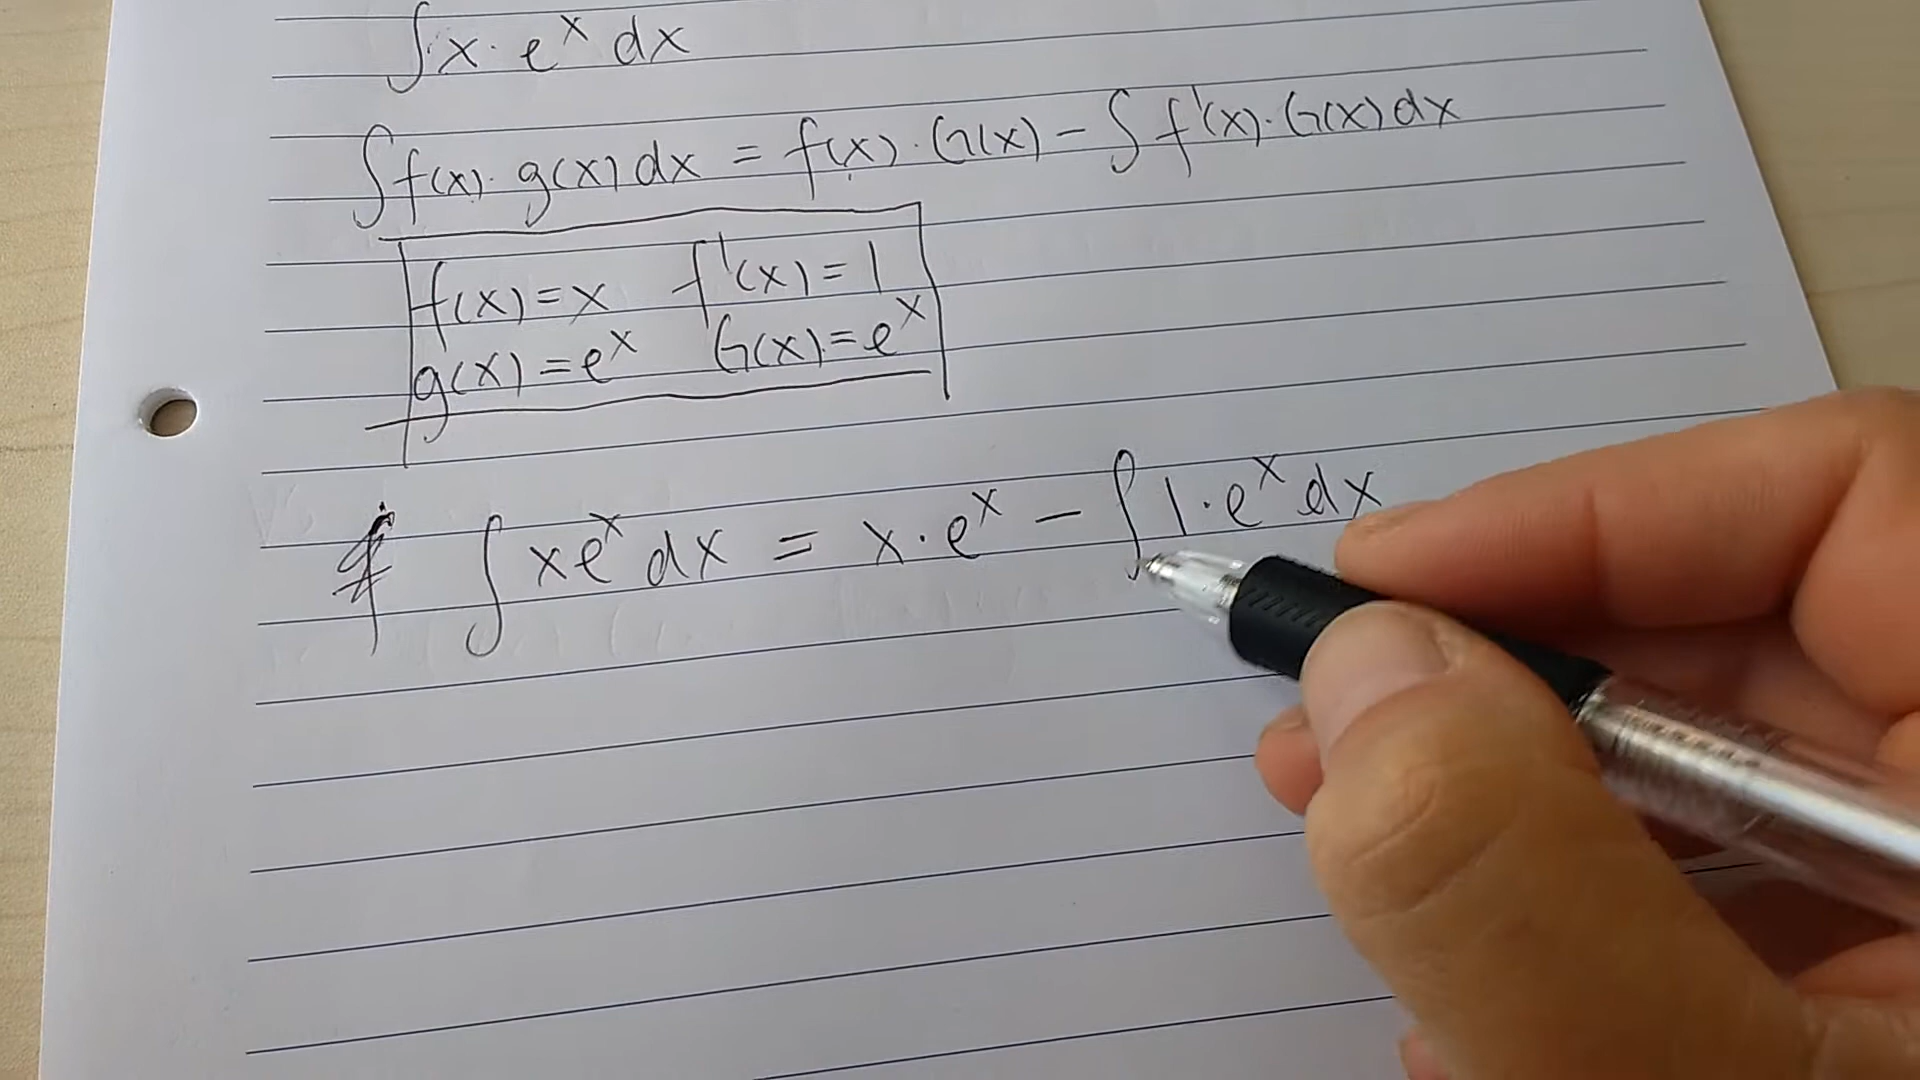 ∫x·e^x dx
∫f(x)·g(x)dx = f(x)·G(x) - ∫f'(x)·G(x)dx
f(x)=x f'(x)=1
g(x)=e^x G(x)=e^x
∫xe^x dx = x·e^x - ∫1·e^x dx